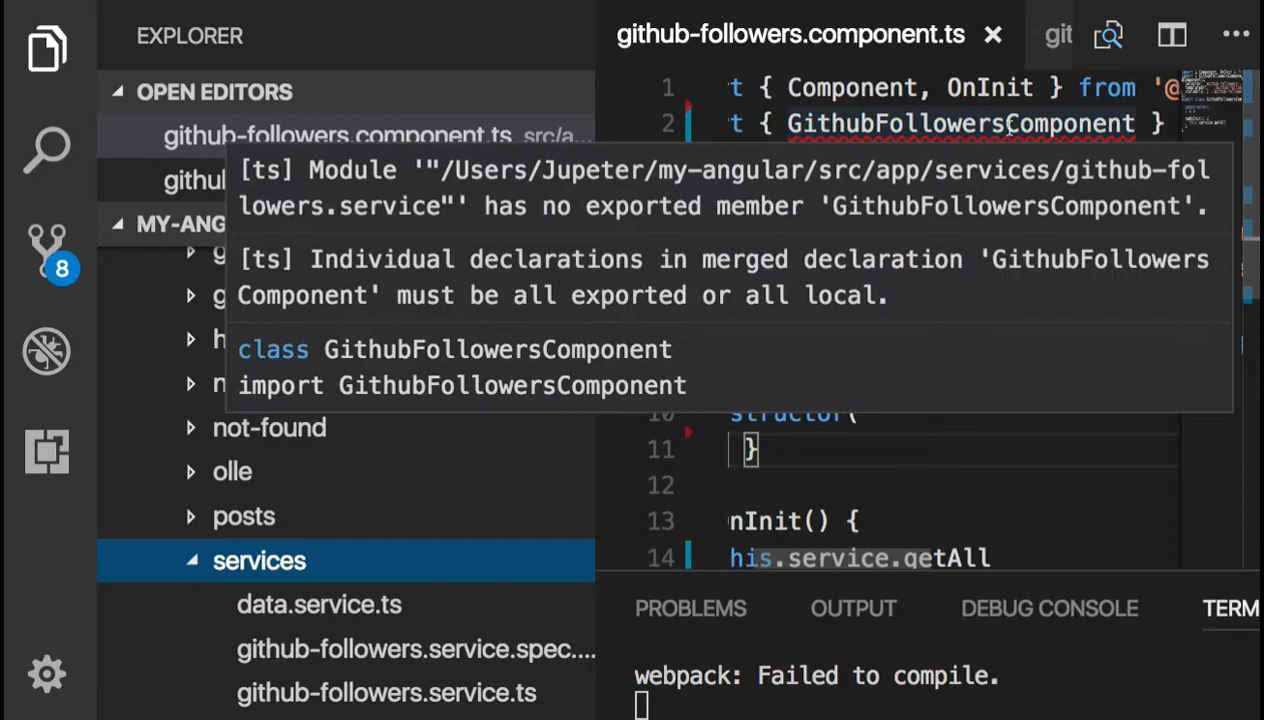 EXPLORER
OPEN EDITORS
github-followers.component.ts src/a...
githul
MY-ANG
g
g
h
n
not-found
olle
posts
services
data.service.ts
github-followers.service.spec....
github-followers.service.ts
8
github-followers.component.ts
git
1 t { Component, OnInit } from '@
2 t { GithubFollowersComponent }
[ts] Module '"/Users/Jupeter/my-angular/src/app/services/github-fol
lowers.service"' has no exported member 'GithubFollowersComponent'.
[ts] Individual declarations in merged declaration 'GithubFollowers
Component' must be all exported or all local.
class GithubFollowersComponent
import GithubFollowersComponent
10 structor(
11 }
12
13 nInit() {
14 his.service.getAll
PROBLEMS OUTPUT DEBUG CONSOLE TERM
webpack: Failed to compile.